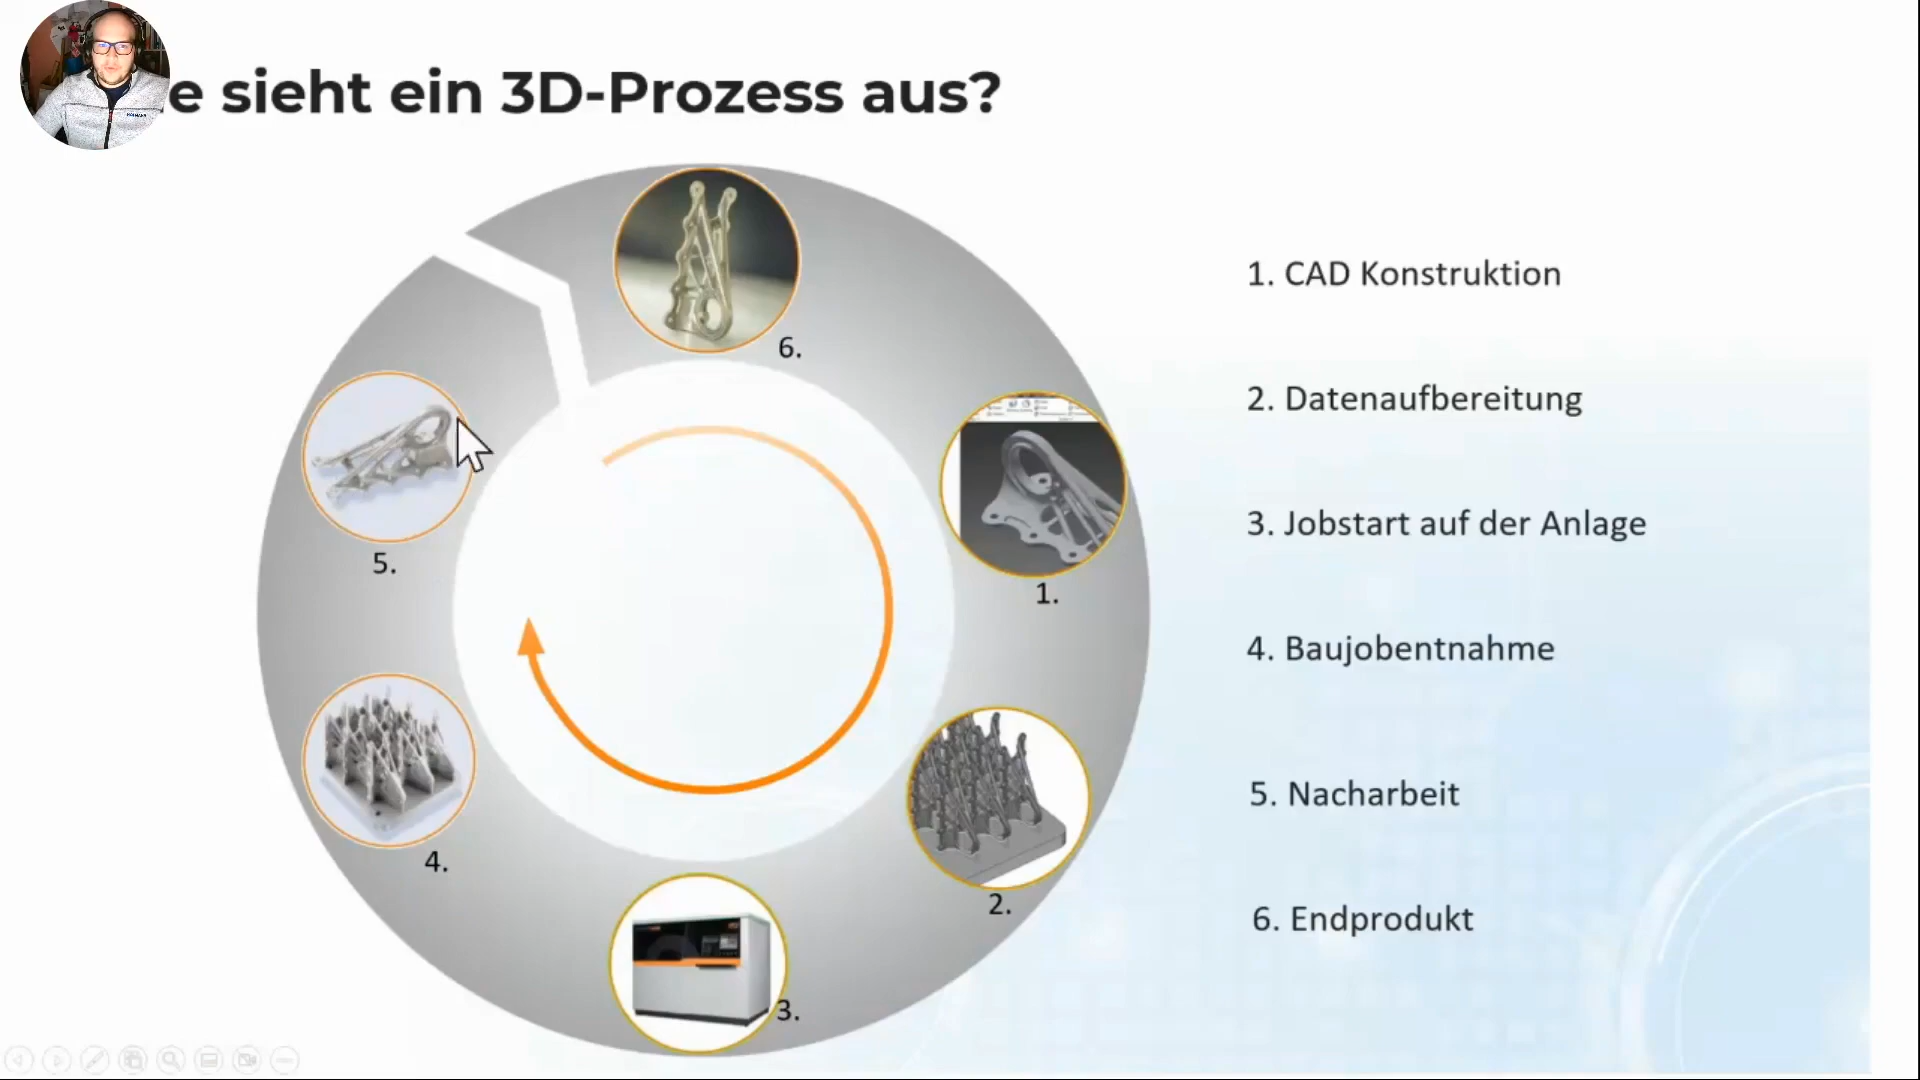 e sieht ein 3D-Prozess aus?
6.
1. CAD Konstruktion
2. Datenaufbereitung
3. Jobstart auf der Anlage
4. Baujobentnahme
5. Nacharbeit
6. Endprodukt
5.
1.
4.
2.
3.